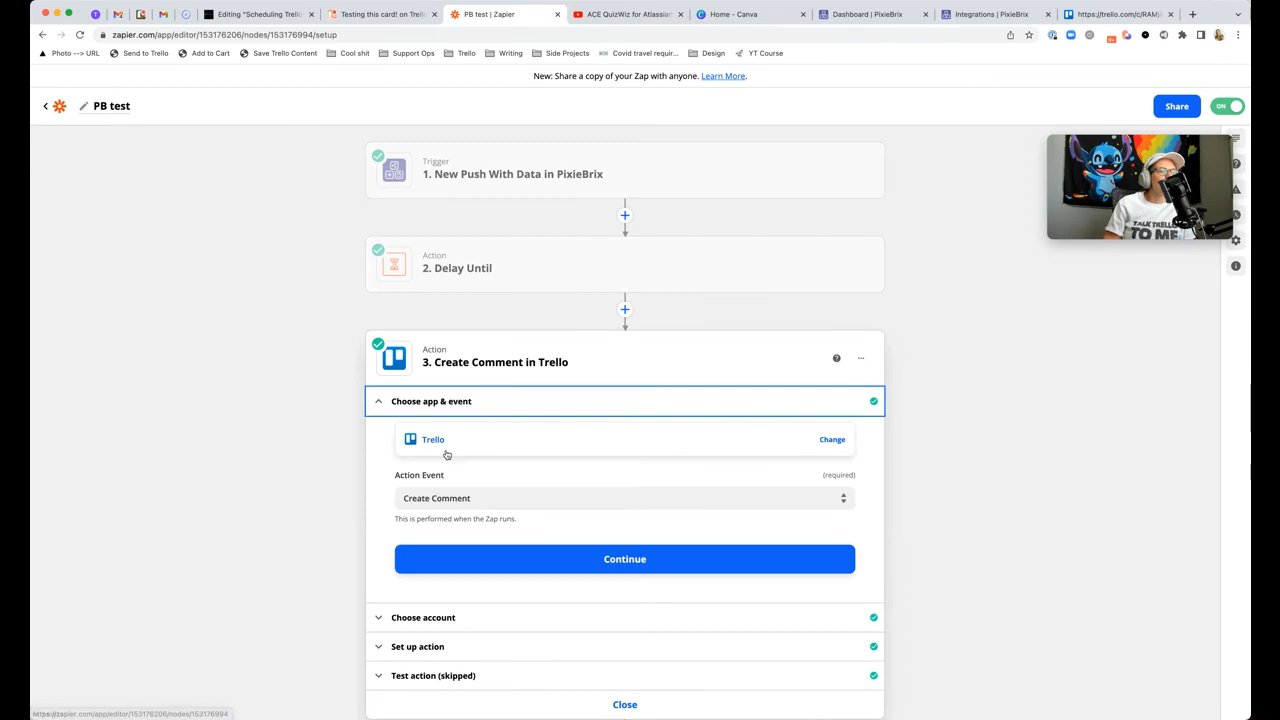 Editing "Scheduling Trello
Testing this card! on Trello
PB test | Zapier
ACE QuizWiz for Atlassian
Home - Canva
Dashboard | PixieBrix
Integrations | PixieBrix
zapier.com/app/editor/153176206/nodes/153176994/setup
Photo --> URL
Send to Trello
Add to Cart
Save Trello Content
Cool shit
Support Ops
Trello
Writing
Side Projects
Covid travel requir...
Design
YT Course
New: Share a copy of your Zap with anyone. Learn More.
PB test
Share
ON
Trigger
1. New Push With Data in PixieBrix
TALK TRELLO
TO ME
Action
2. Delay Until
Action
3. Create Comment in Trello
Choose app & event
Trello
Change
Action Event
(required)
Create Comment
This is performed when the Zap runs.
Continue
Choose account
Set up action
Test action (skipped)
Close
https://zapier.com/app/editor/153176206/nodes/153176994